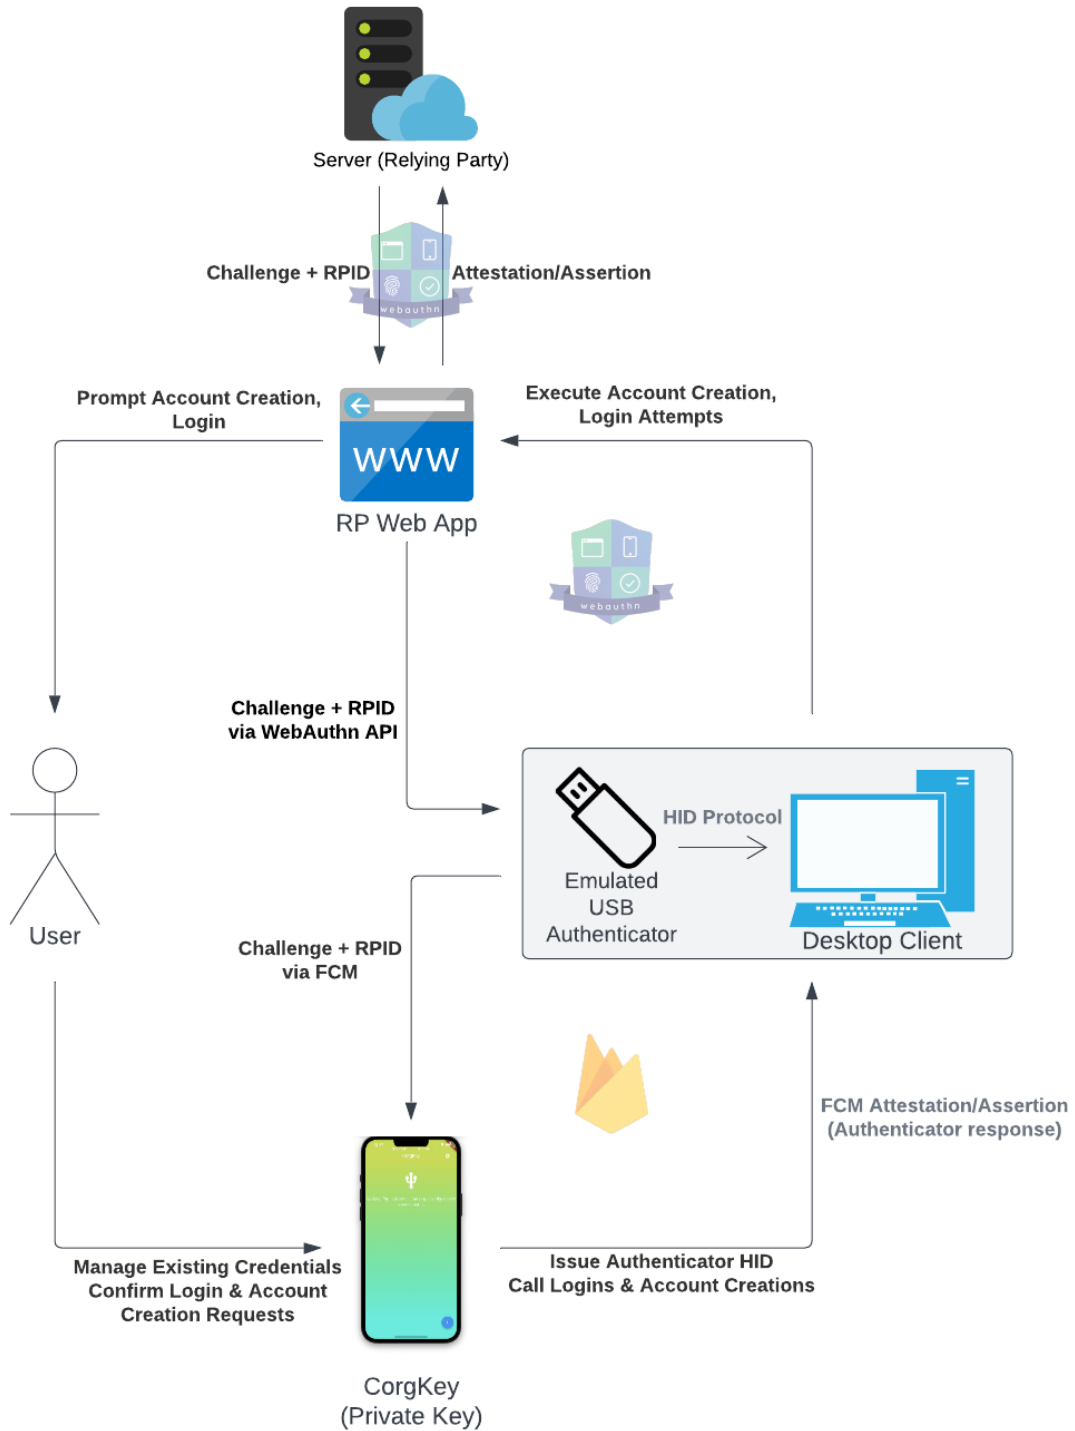 Server (Relying Party)
Challenge + RPID
Attestation/Assertion
webauthn
Prompt Account Creation,
Login
Execute Account Creation,
Login Attempts
WWW
RP Web App
webauthn
Challenge + RPID
via WebAuthn API
HID Protocol
Emulated
USB
Authenticator
Desktop Client
User
Challenge + RPID
via FCM
FCM Attestation/Assertion
(Authenticator response)
Manage Existing Credentials
Confirm Login & Account
Creation Requests
Issue Authenticator HID
Call Logins & Account Creations
CorgKey
(Private Key)